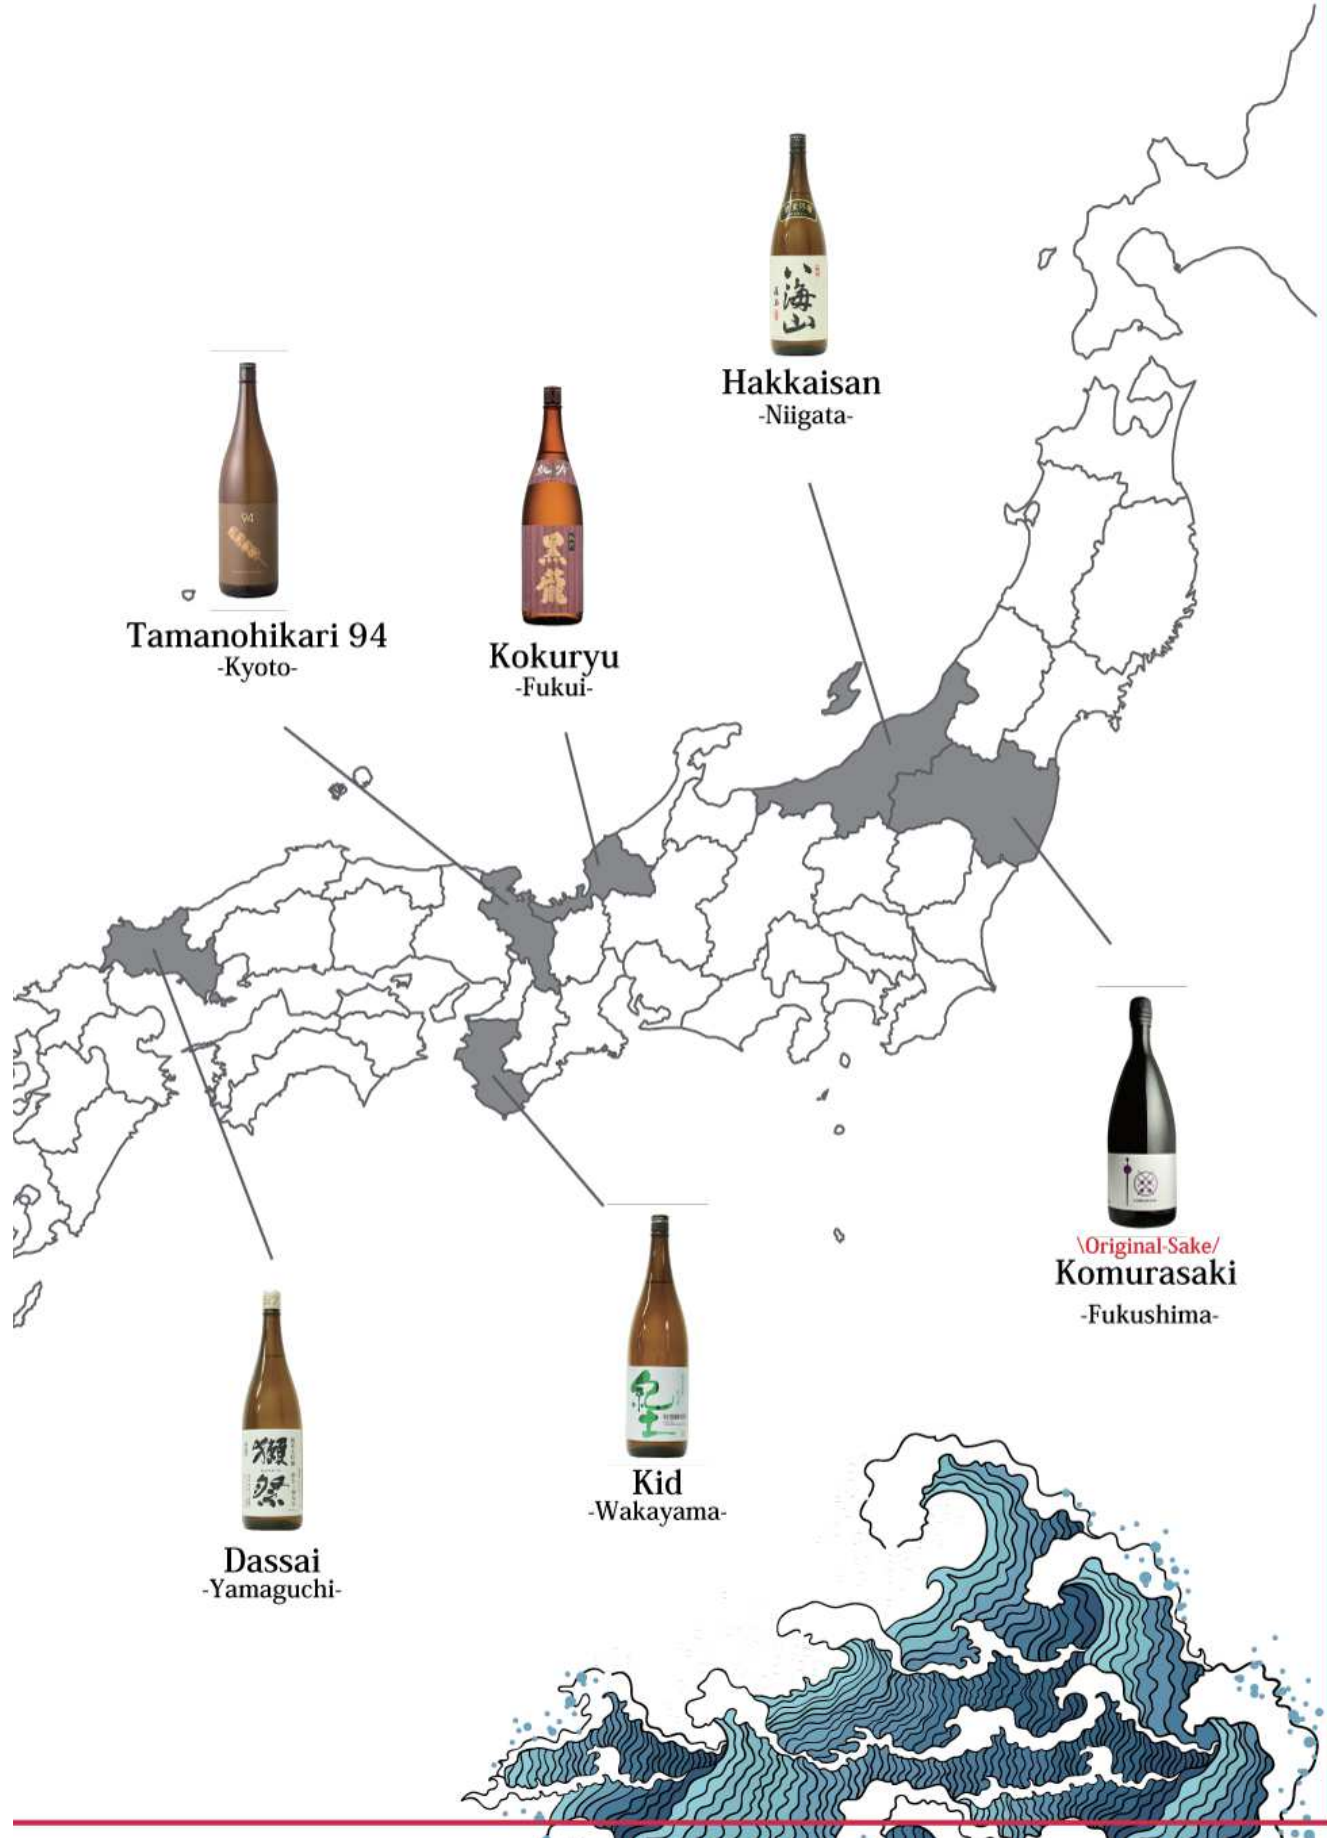 八海山
Hakkaisan
-Niigata-
94
Tamanohikari 94
-Kyoto-
黒龍
Kokuryu
-Fukui-
\Original-Sake/
Komurasaki
-Fukushima-
紀土
Kid
-Wakayama-
獺祭
Dassai
-Yamaguchi-